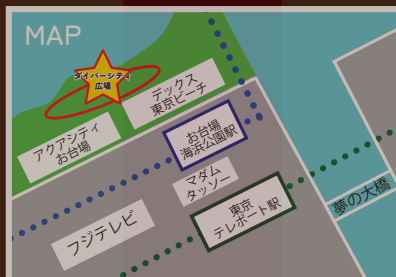 MAP
ダイバーシティ
広場
デックス
東京ビーチ
アクアシティ
お台場
お台場
海浜公園駅
マダム
タッソー
東京
テレポート駅
フジテレビ
夢の大橋